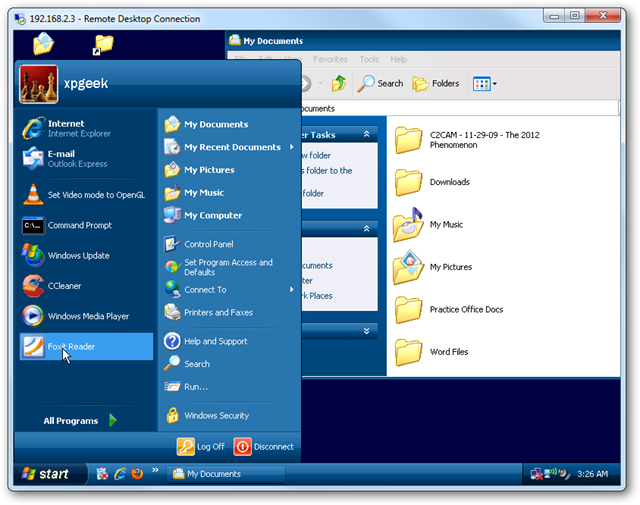 192.168.2.3 - Remote Desktop Connection
My Documents
File Edit View Favorites Tools Help
Search
Folders
xpgeek
Internet
Internet Explorer
E-mail
Outlook Express
Set Video mode to OpenGL
Command Prompt
Windows Update
CCleaner
Windows Media Player
Foxit Reader
All Programs
My Documents
My Recent Documents
My Pictures
My Music
My Computer
Control Panel
Set Program Access and
Defaults
Connect To
Printers and Faxes
Help and Support
Search
Run...
Windows Security
Log Off
Disconnect
ocuments
er Tasks
w folder
s folder to the
folder
ocuments
ter
rk Places
C2CAM - 11-29-09 - The 2012
Phenomenon
Downloads
My Music
My Pictures
Practice Office Docs
Word Files
start
My Documents
3:26 AM